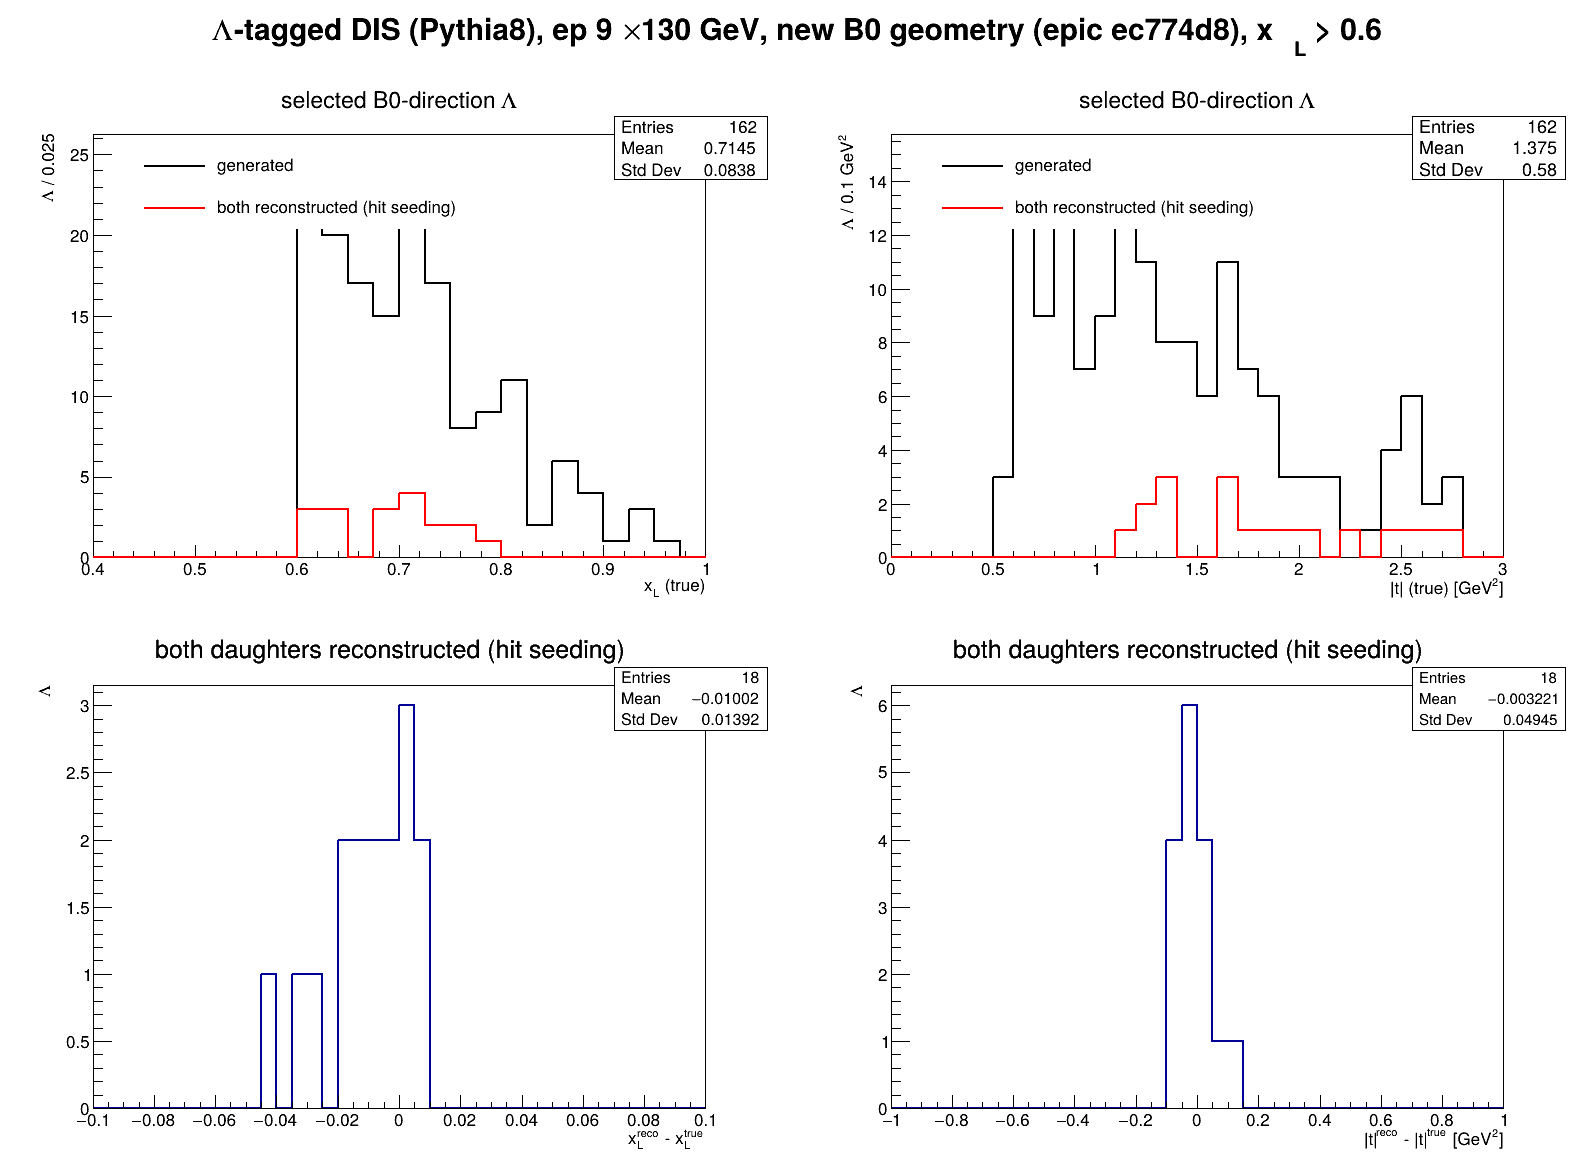 Λ-tagged DIS (Pythia8), ep 9 ×130 GeV, new B0 geometry (epic ec774d8), x_L > 0.6
selected B0-direction Λ
Entries 162
Mean 0.7145
Std Dev 0.0838
generated
both reconstructed (hit seeding)
Λ / 0.025
25
20
15
10
5
0
0.4 0.5 0.6 0.7 0.8 0.9 1
x_L (true)
selected B0-direction Λ
Entries 162
Mean 1.375
Std Dev 0.58
generated
both reconstructed (hit seeding)
Λ / 0.1 GeV²
14
12
10
8
6
4
2
0
0 0.5 1 1.5 2 2.5 3
|t| (true) [GeV²]
both daughters reconstructed (hit seeding)
Entries 18
Mean −0.01002
Std Dev 0.01392
Λ
3
2.5
2
1.5
1
0.5
0
−0.1 −0.08 −0.06 −0.04 −0.02 0 0.02 0.04 0.06 0.08 0.1
x_L^reco - x_L^true
both daughters reconstructed (hit seeding)
Entries 18
Mean −0.003221
Std Dev 0.04945
Λ
6
5
4
3
2
1
0
−1 −0.8 −0.6 −0.4 −0.2 0 0.2 0.4 0.6 0.8 1
|t|^reco - |t|^true [GeV²]